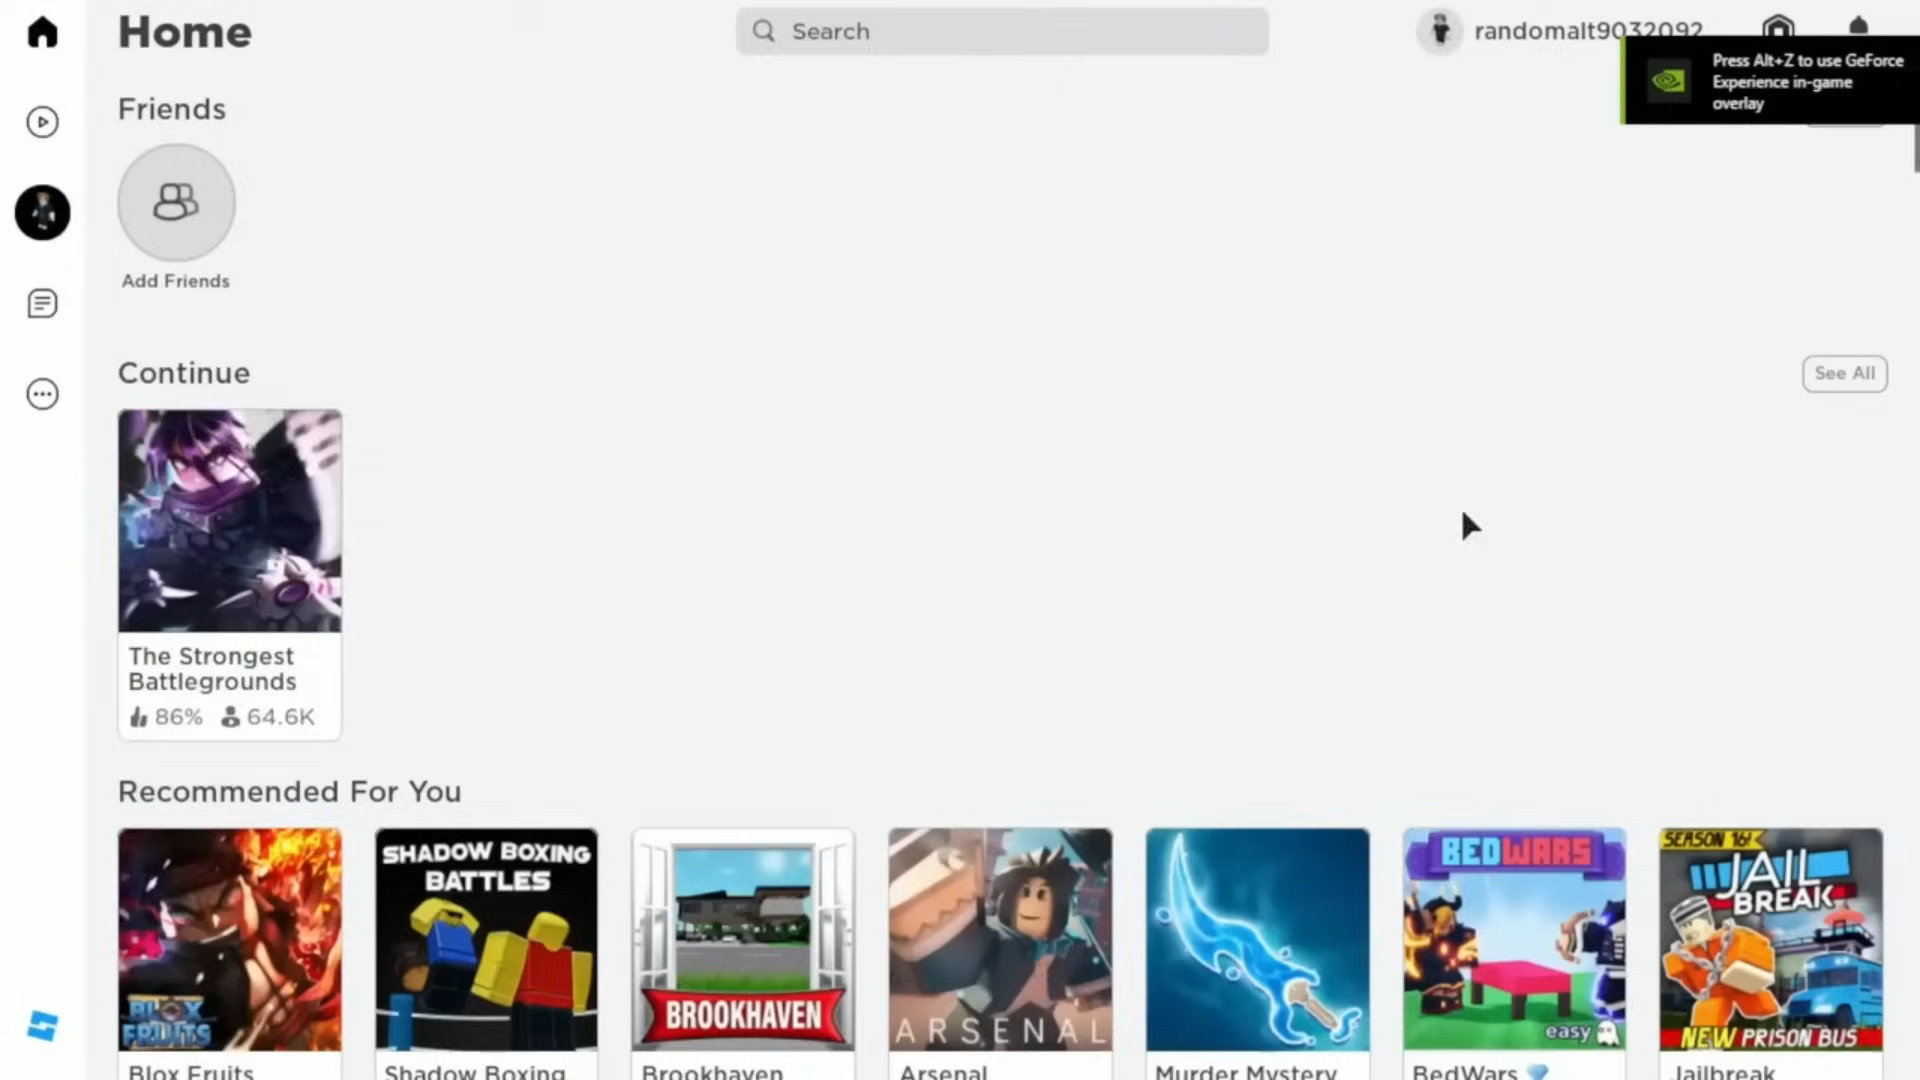 Home
Search
randomalt9032092
Press Alt+Z to use GeForce
Experience in-game
overlay
Friends
Add Friends
Continue
See All
The Strongest
Battlegrounds
86% 64.6K
Recommended For You
BLOX
FRUITS
SHADOW BOXING
BATTLES
BROOKHAVEN
ARSENAL
BEDWARS
easy
SEASON 16!
JAIL
BREAK
NEW PRISON BUS
Blox Fruits
Shadow Boxing
Brookhaven
Arsenal
Murder Mystery
BedWars
Jailbreak